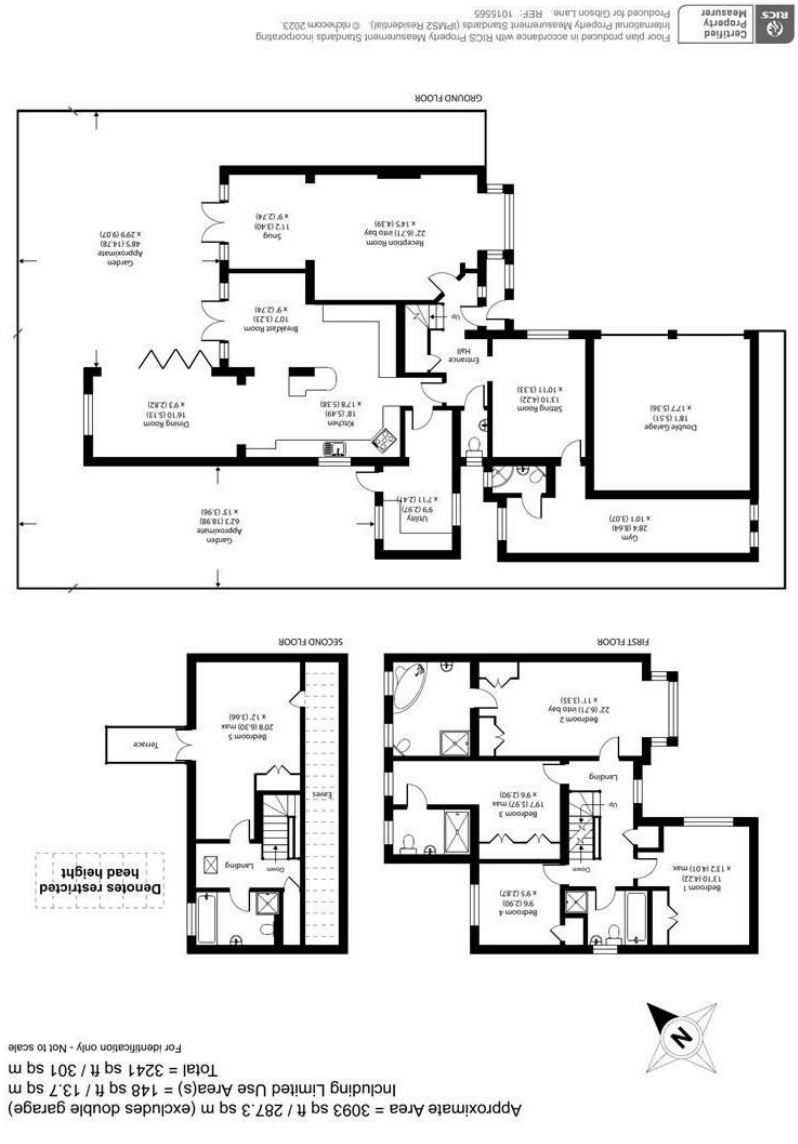 Approximate Area = 3093 sq ft / 287.3 sq m (excludes double garage)
Including Limited Use Area(s) = 148 sq ft / 13.7 sq m
Total = 3241 sq ft / 301 sq m
For identification only - Not to scale
N
Denotes restricted
head height
Bedroom 1
13'10 (4.22)
x 13'2 (4.01) max
Bedroom 4
9'6 (2.90)
x 9'5 (2.87)
Down
Up
Landing
Bedroom 3
19'7 (5.97) max
x 9'6 (2.90)
Bedroom 2
22' (6.71) into bay
x 11' (3.35)
FIRST FLOOR
Down
Landing
Eaves
Bedroom 5
20'8 (6.30) max
x 12' (3.66)
Terrace
SECOND FLOOR
Gym
28'4 (8.64)
x 10'1 (3.07)
Utility
9'9 (2.97)
x 7'11 (2.41)
Garden
Approximate
62'3 (18.98)
x 13' (3.96)
Double Garage
18'1 (5.51)
x 17'7 (5.36)
Sitting Room
13'10 (4.22)
x 10'11 (3.33)
Kitchen
18' (5.49)
x 17'8 (5.38)
Dining Room
16'10 (5.13)
x 9'3 (2.82)
Entrance
Hall
Up
Breakfast Room
10'7 (3.23)
x 9' (2.74)
Reception Room
22' (6.71) into bay
x 14'5 (4.39)
Snug
11'2 (3.40)
x 9' (2.74)
Garden
Approximate
48'5 (14.78)
x 29'9 (9.07)
GROUND FLOOR
RICS
Certified
Property
Measurer
Floor plan produced in accordance with RICS Property Measurement Standards incorporating
International Property Measurement Standards (IPMS2 Residential). © nichecom 2023.
Produced for Gibson Lane. REF: 1015565